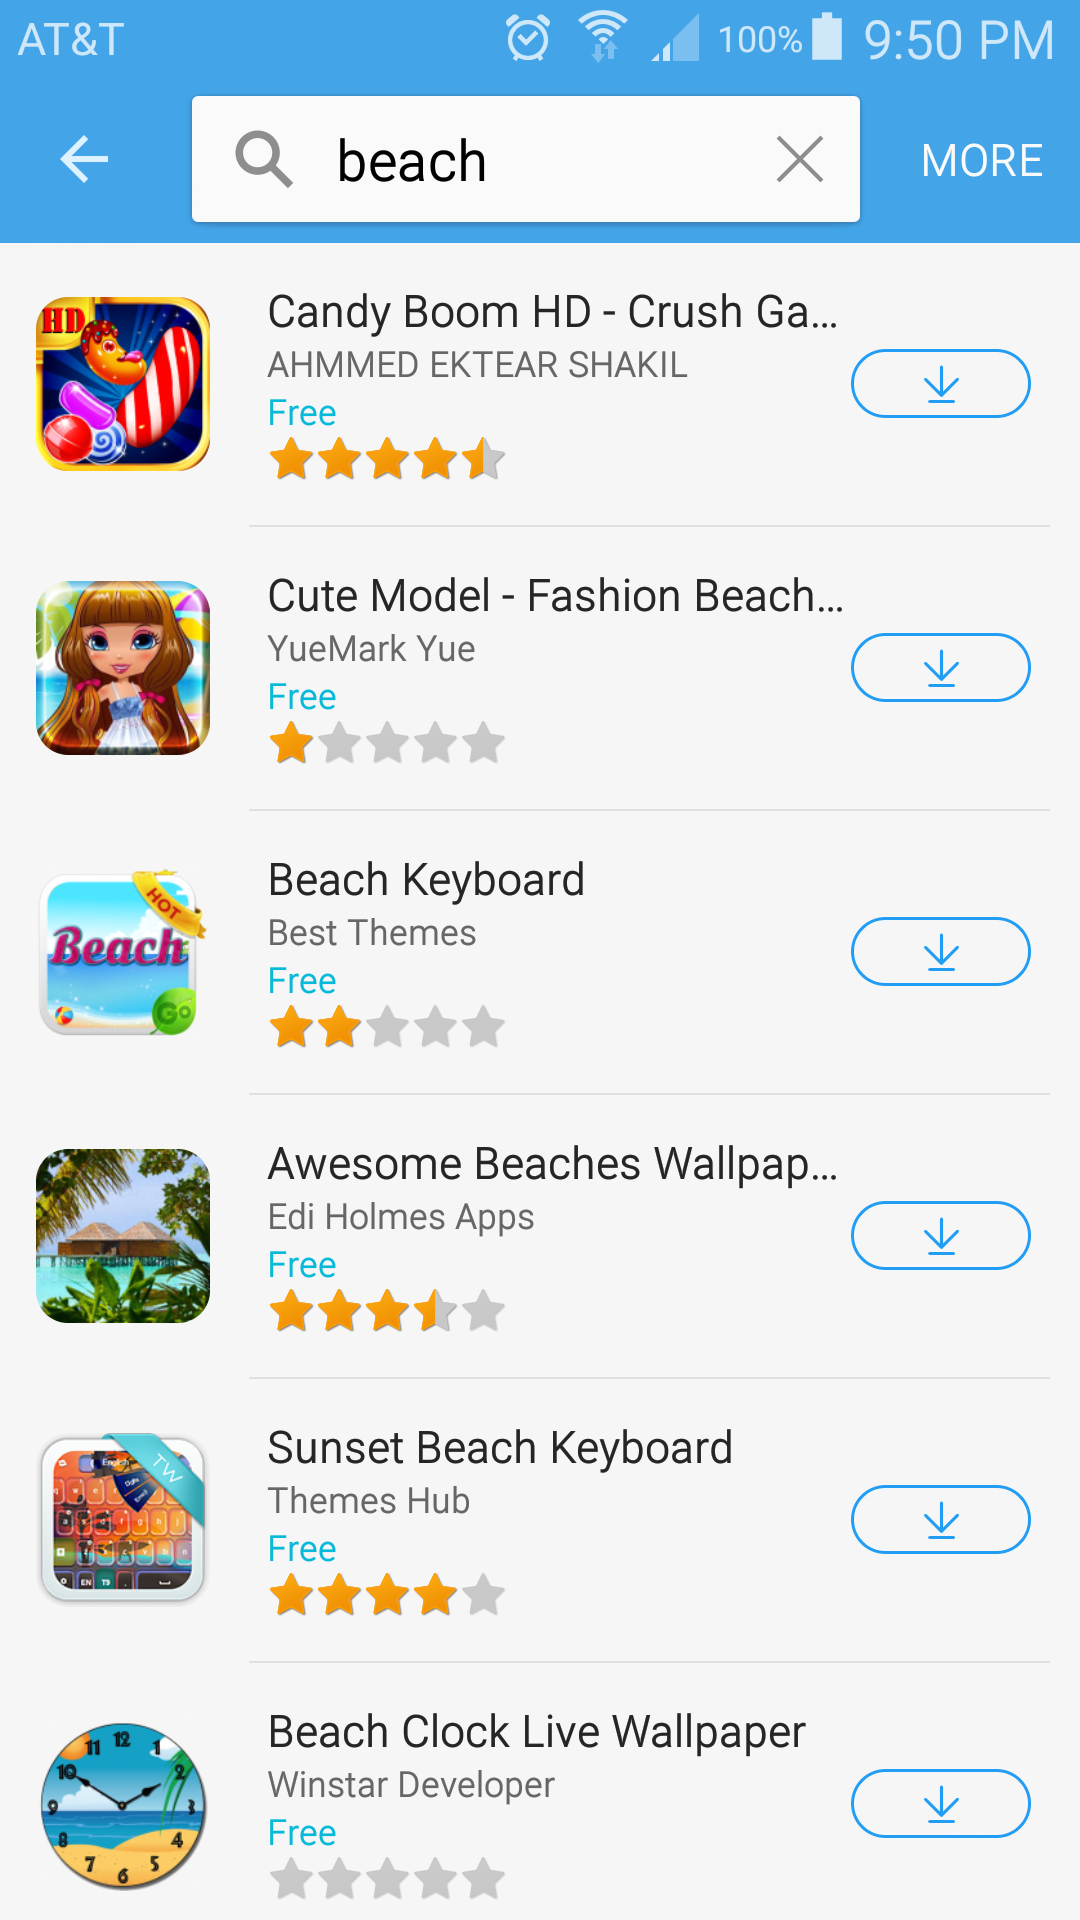 AT&T 100% 9:50 PM
beach MORE
HD
Candy Boom HD - Crush Ga...
AHMMED EKTEAR SHAKIL
Free
Cute Model - Fashion Beach...
YueMark Yue
Free
HOT
Beach
GO
Beach Keyboard
Best Themes
Free
Awesome Beaches Wallpap...
Edi Holmes Apps
Free
TW
English
EN T9
Sunset Beach Keyboard
Themes Hub
Free
12
11 1
10 2
9 3
8 4
7 5
6
Beach Clock Live Wallpaper
Winstar Developer
Free